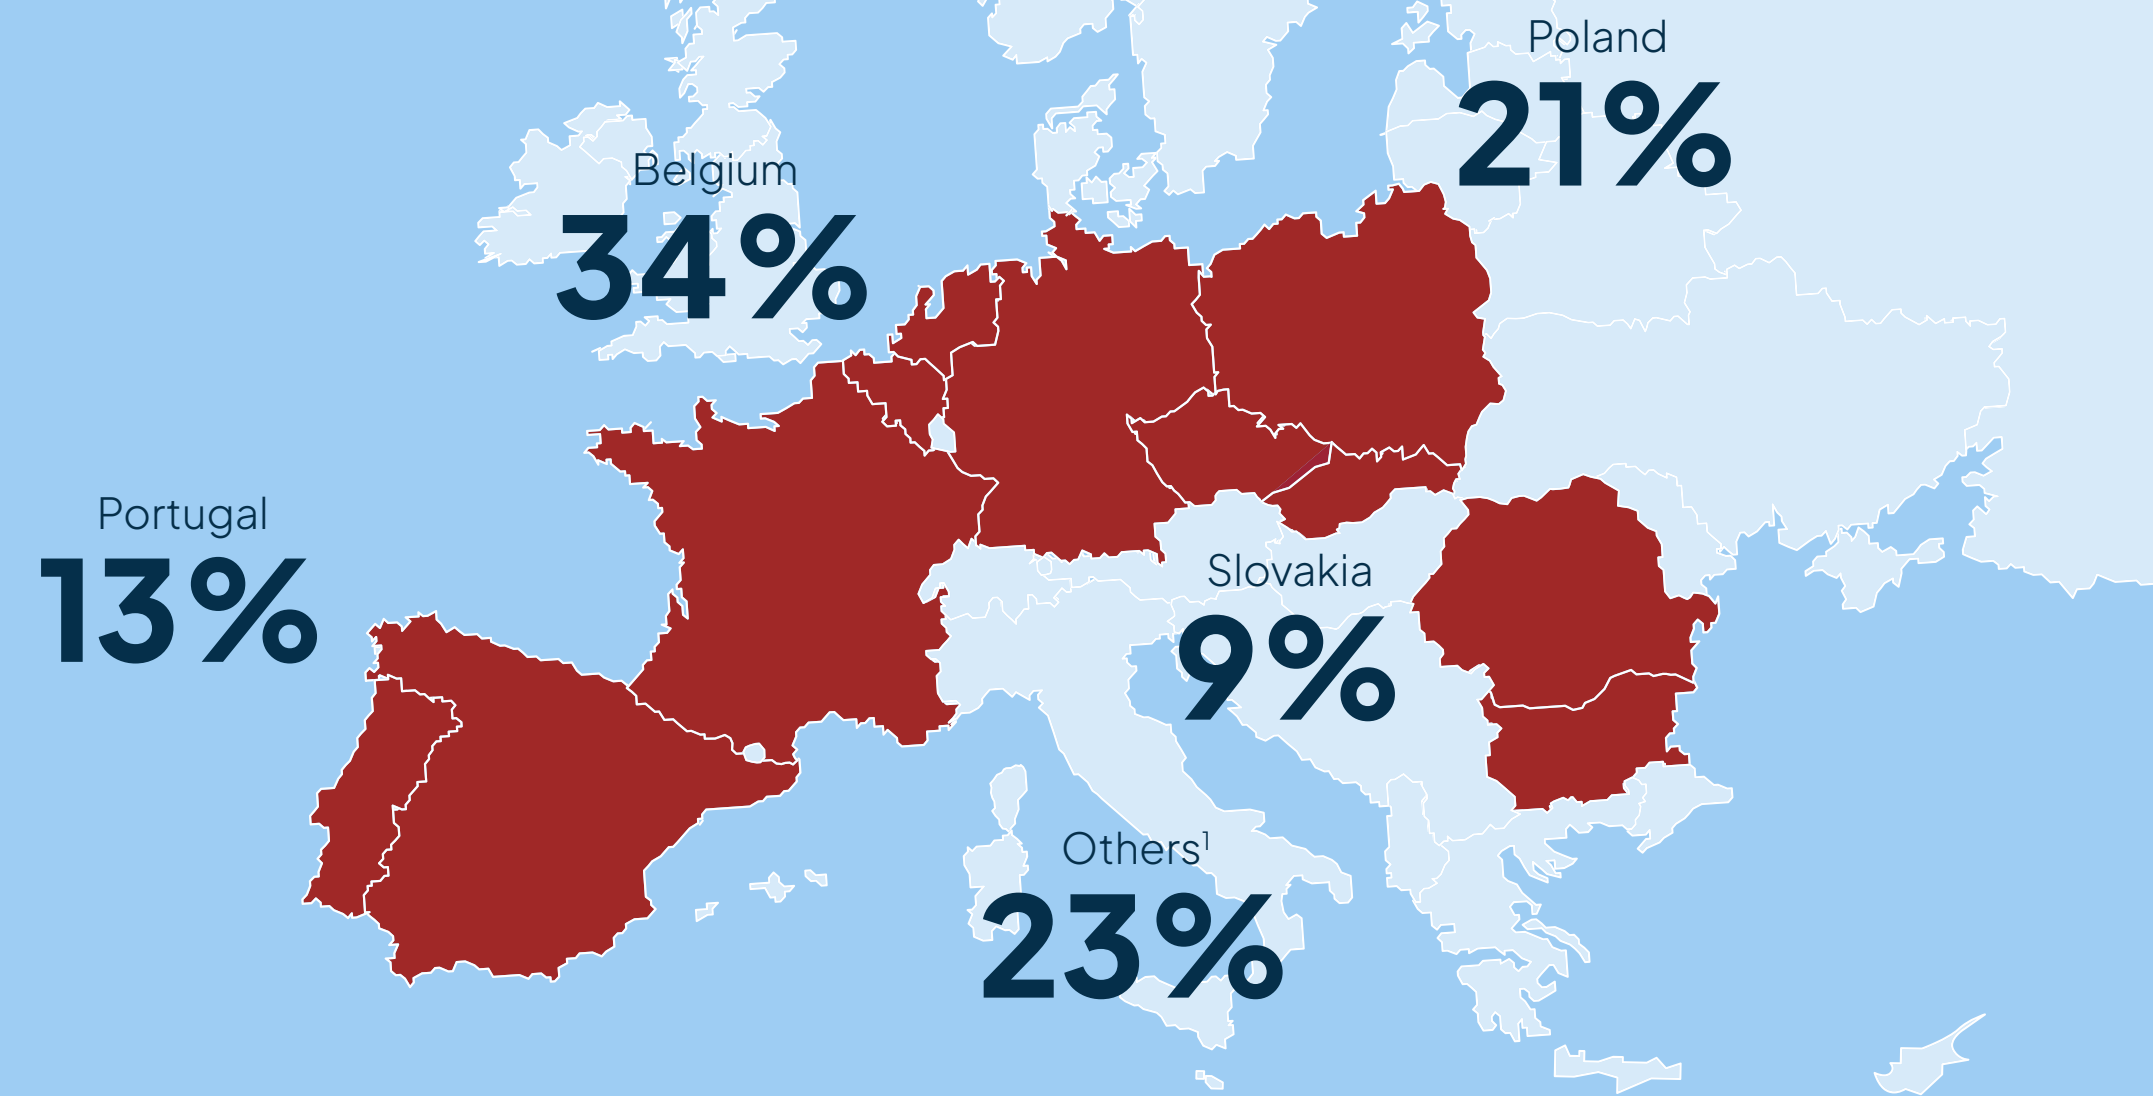 Poland
21%
Belgium
34%
Portugal
13%
Slovakia
9%
Others¹
23%